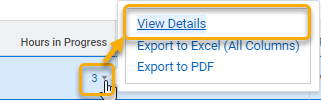 View Details
Hours in Progress
Export to Excel (All Columns)
3
Export to PDF